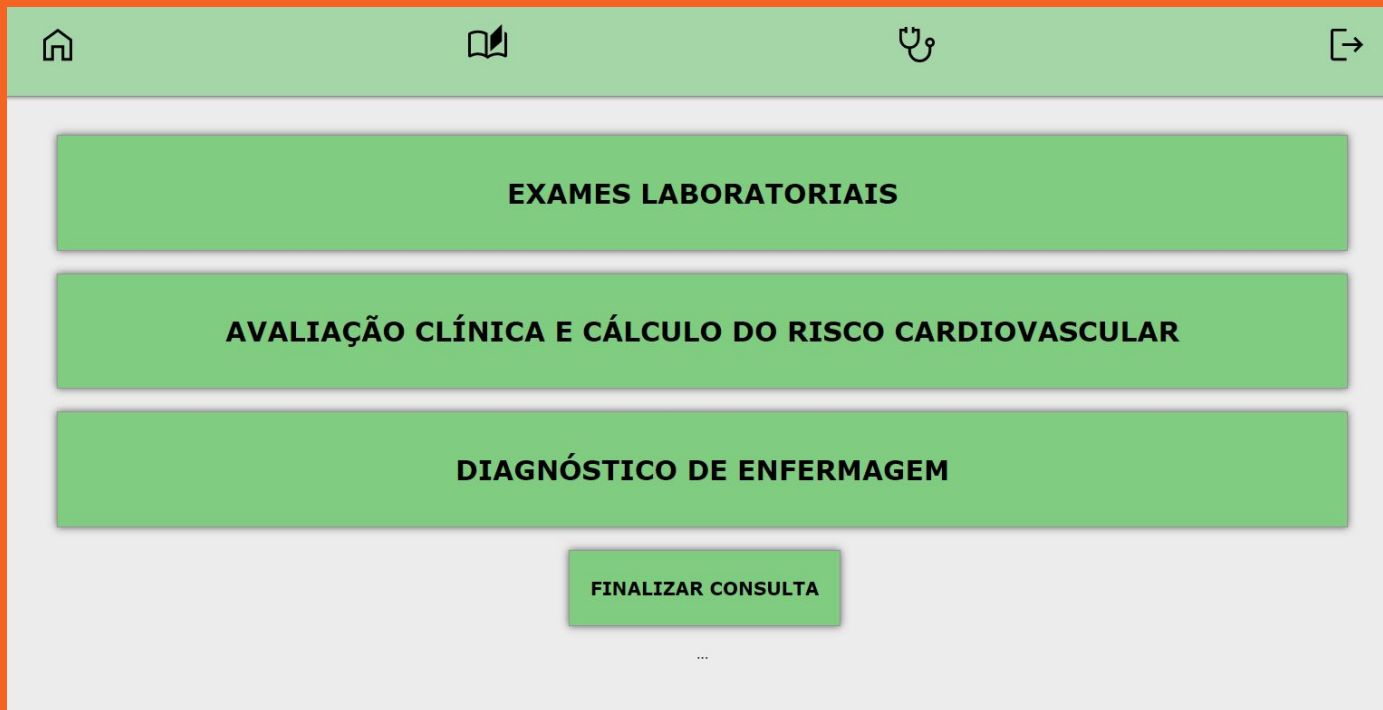 EXAMES LABORATORIAIS
AVALIAÇÃO CLÍNICA E CÁLCULO DO RISCO CARDIOVASCULAR
DIAGNÓSTICO DE ENFERMAGEM
FINALIZAR CONSULTA
...